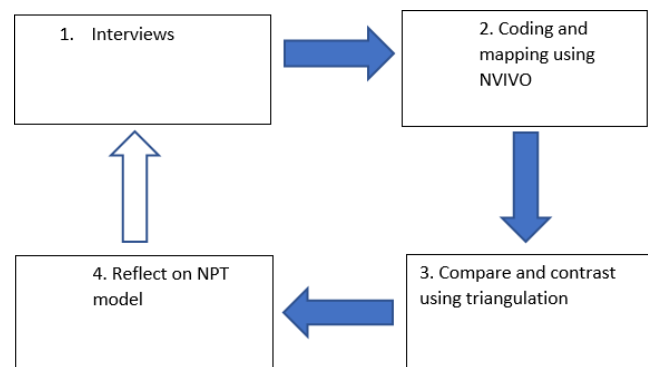 1. Interviews
2. Coding and
mapping using
NVIVO
3. Compare and contrast
using triangulation
4. Reflect on NPT
model